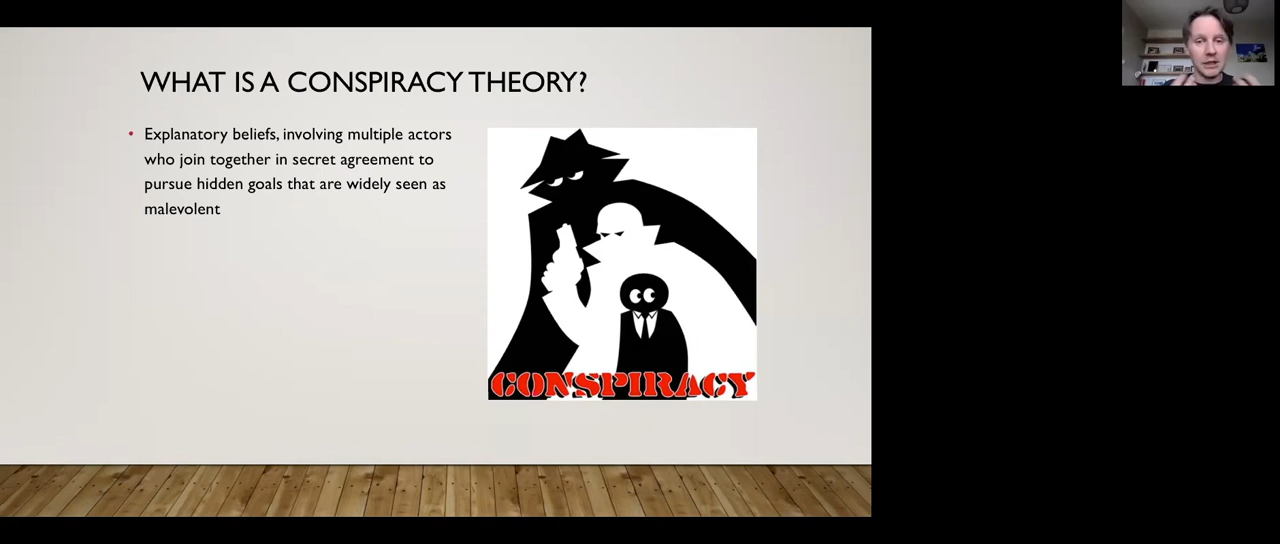 WHAT IS A CONSPIRACY THEORY?
• Explanatory beliefs, involving multiple actors
who join together in secret agreement to
pursue hidden goals that are widely seen as
malevolent
CONSPIRACY